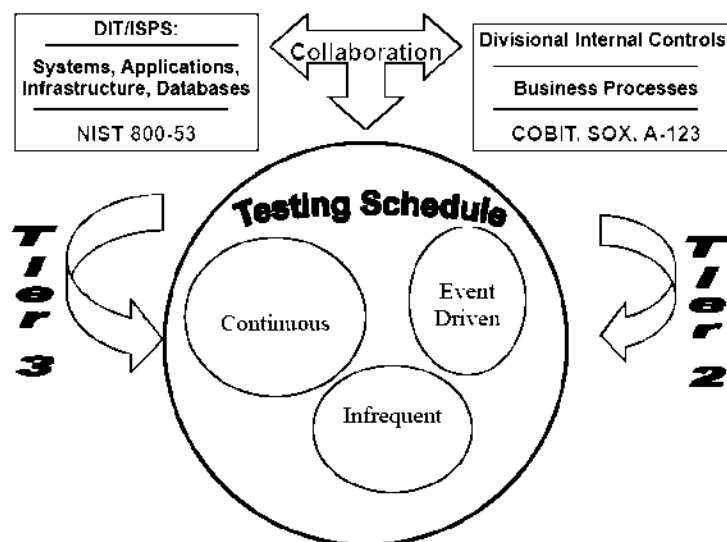 DIT/ISPS:
Systems, Applications,
Infrastructure, Databases
NIST 800-53
Collaboration
Divisional Internal Controls
Business Processes
COBIT, SOX, A-123
Testing Schedule
Tier 3
Continuous
Event
Driven
Infrequent
Tier 2